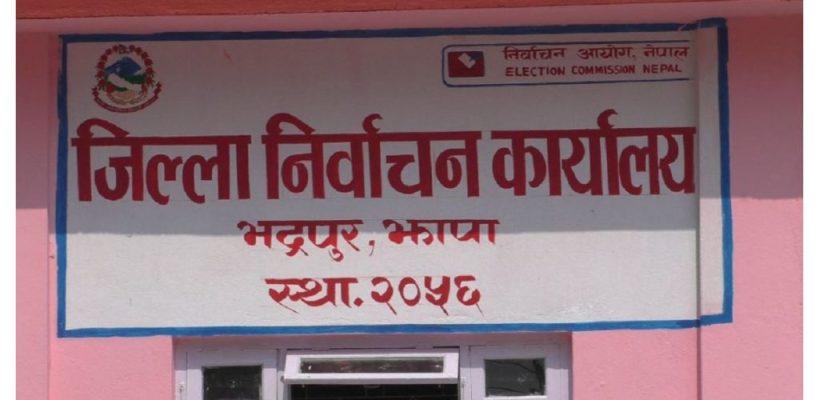 निर्वाचन आयोग, नेपाल
ELECTION COMMISSION NEPAL
जिल्ला निर्वाचन कार्यालय
भद्रपुर, झापा
स्था. २०५६